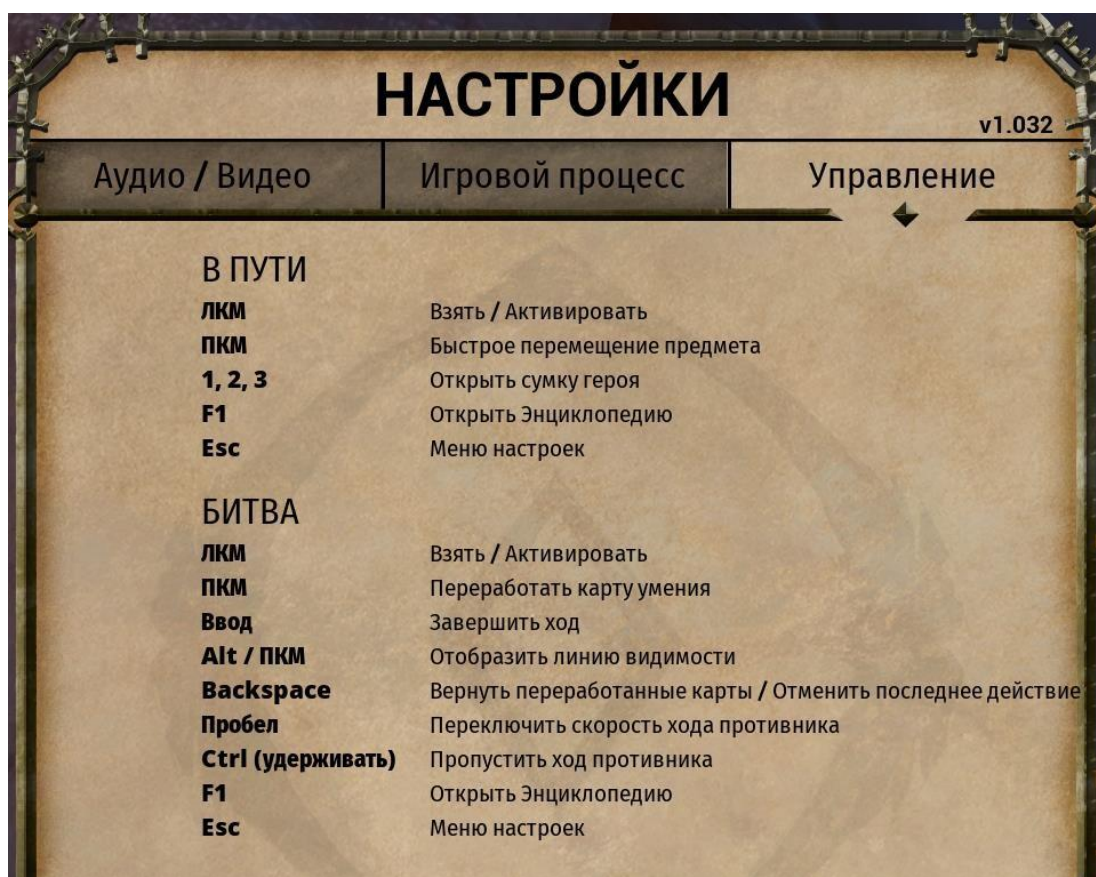 НАСТРОЙКИ
v1.032
Аудио / Видео Игровой процесс Управление
В ПУТИ
ЛКМ Взять / Активировать
ПКМ Быстрое перемещение предмета
1, 2, 3 Открыть сумку героя
F1 Открыть Энциклопедию
Esc Меню настроек
БИТВА
ЛКМ Взять / Активировать
ПКМ Переработать карту умения
Ввод Завершить ход
Alt / ПКМ Отобразить линию видимости
Backspace Вернуть переработанные карты / Отменить последнее действие
Пробел Переключить скорость хода противника
Ctrl (удерживать) Пропустить ход противника
F1 Открыть Энциклопедию
Esc Меню настроек